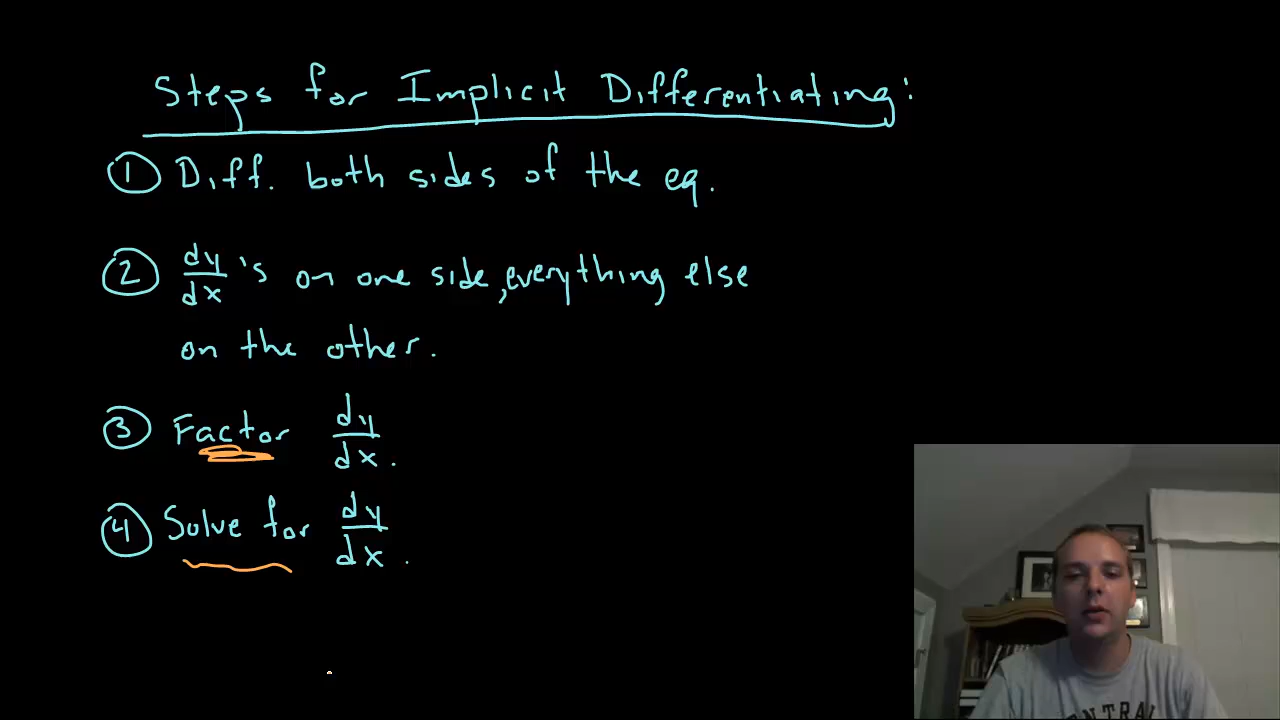 Steps for Implicit Differentiating:
① Diff. both sides of the eq.
② dy/dx's on one side, everything else
on the other.
③ Factor dy/dx.
④ Solve for dy/dx.